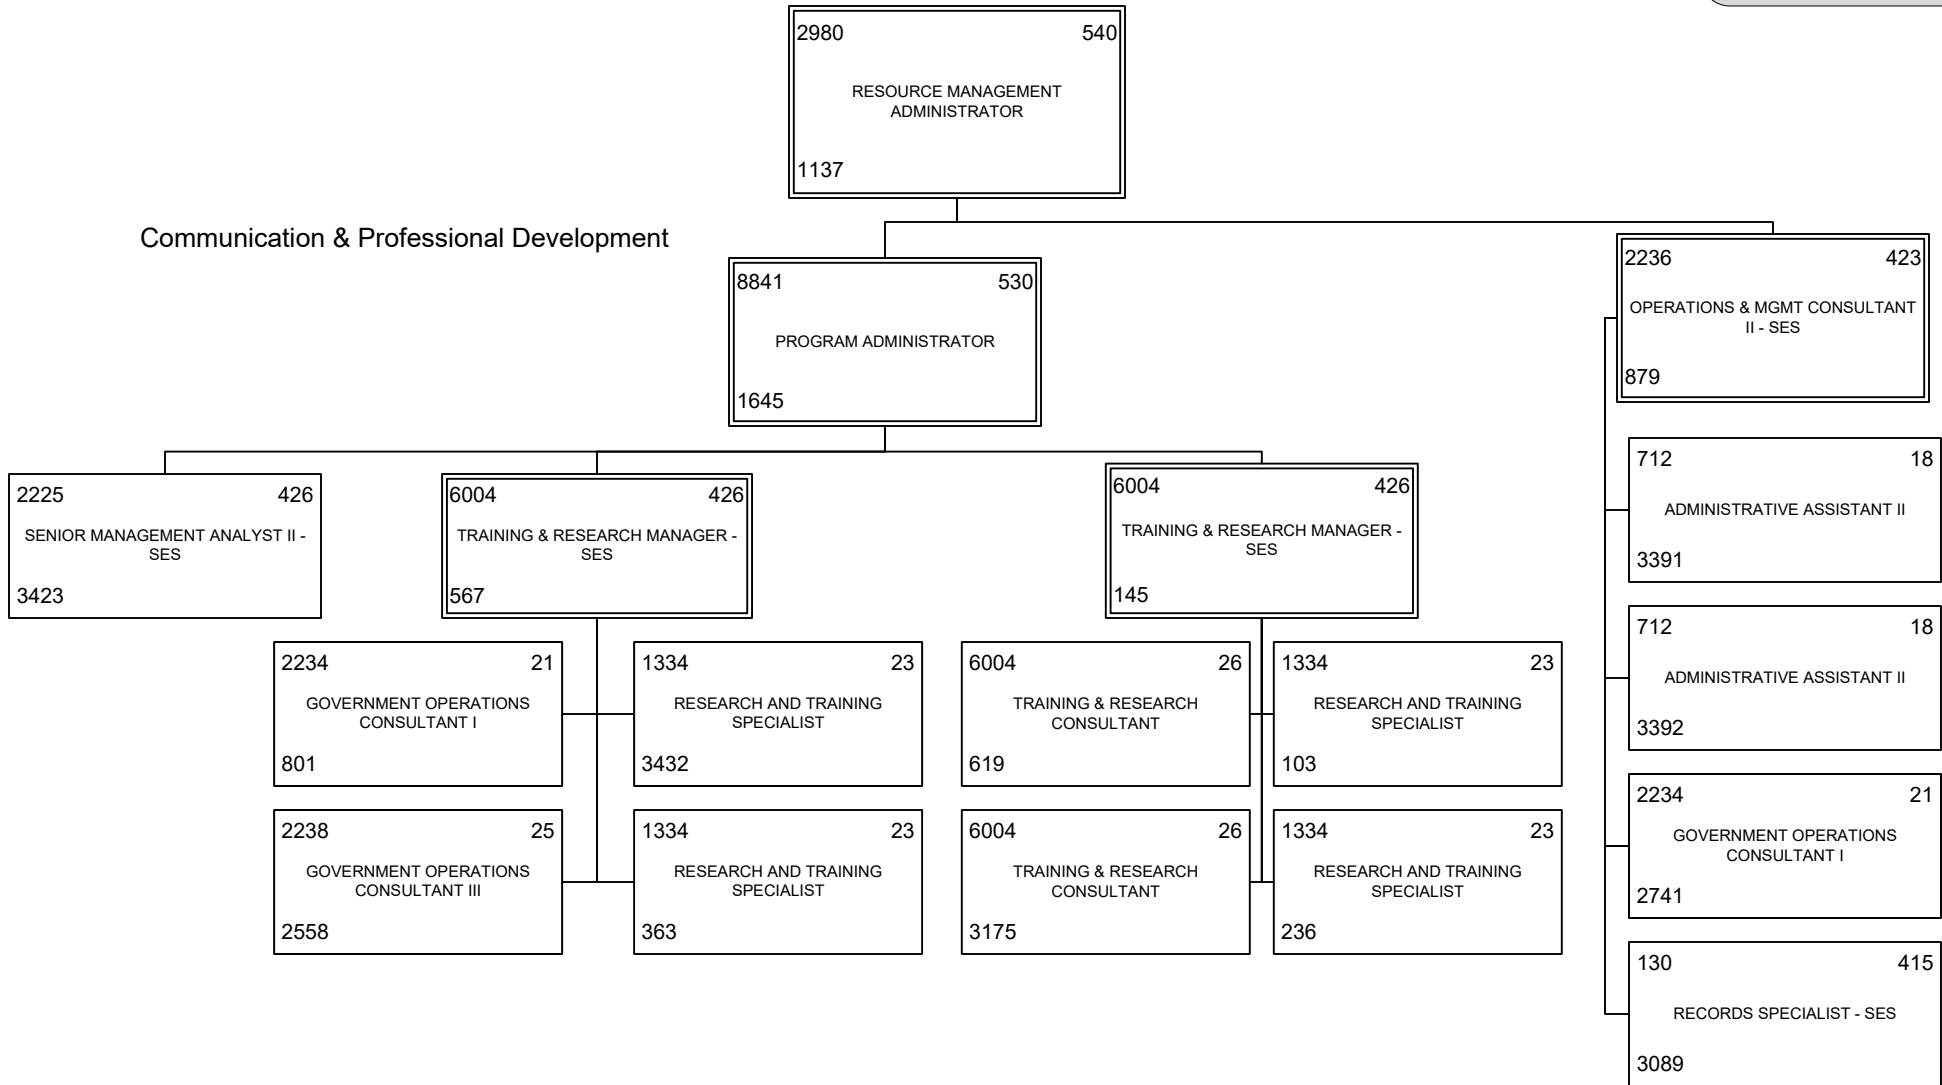 2980 540
RESOURCE MANAGEMENT
ADMINISTRATOR
1137
Communication & Professional Development
8841 530
PROGRAM ADMINISTRATOR
1645
2236 423
OPERATIONS & MGMT CONSULTANT
II - SES
879
2225 426
SENIOR MANAGEMENT ANALYST II -
SES
3423
6004 426
TRAINING & RESEARCH MANAGER -
SES
567
6004 426
TRAINING & RESEARCH MANAGER -
SES
145
2234 21
GOVERNMENT OPERATIONS
CONSULTANT I
801
1334 23
RESEARCH AND TRAINING
SPECIALIST
3432
6004 26
TRAINING & RESEARCH
CONSULTANT
619
1334 23
RESEARCH AND TRAINING
SPECIALIST
103
2238 25
GOVERNMENT OPERATIONS
CONSULTANT III
2558
1334 23
RESEARCH AND TRAINING
SPECIALIST
363
6004 26
TRAINING & RESEARCH
CONSULTANT
3175
1334 23
RESEARCH AND TRAINING
SPECIALIST
236
712 18
ADMINISTRATIVE ASSISTANT II
3391
712 18
ADMINISTRATIVE ASSISTANT II
3392
2234 21
GOVERNMENT OPERATIONS
CONSULTANT I
2741
130 415
RECORDS SPECIALIST - SES
3089